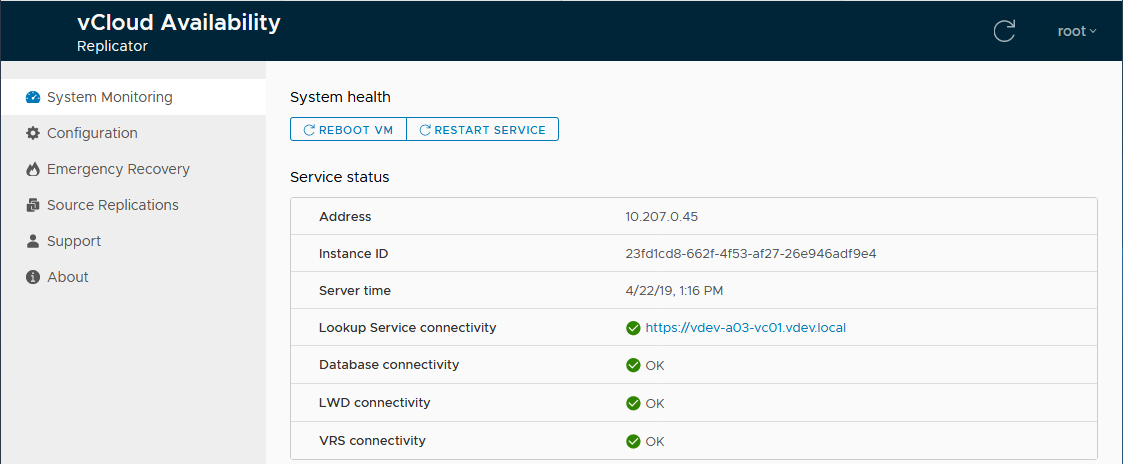 vCloud Availability
Replicator
root
System Monitoring
Configuration
Emergency Recovery
Source Replications
Support
About
System health
REBOOT VM RESTART SERVICE
Service status
Address 10.207.0.45
Instance ID 23fd1cd8-662f-4f53-af27-26e946adf9e4
Server time 4/22/19, 1:16 PM
Lookup Service connectivity https://vdev-a03-vc01.vdev.local
Database connectivity OK
LWD connectivity OK
VRS connectivity OK